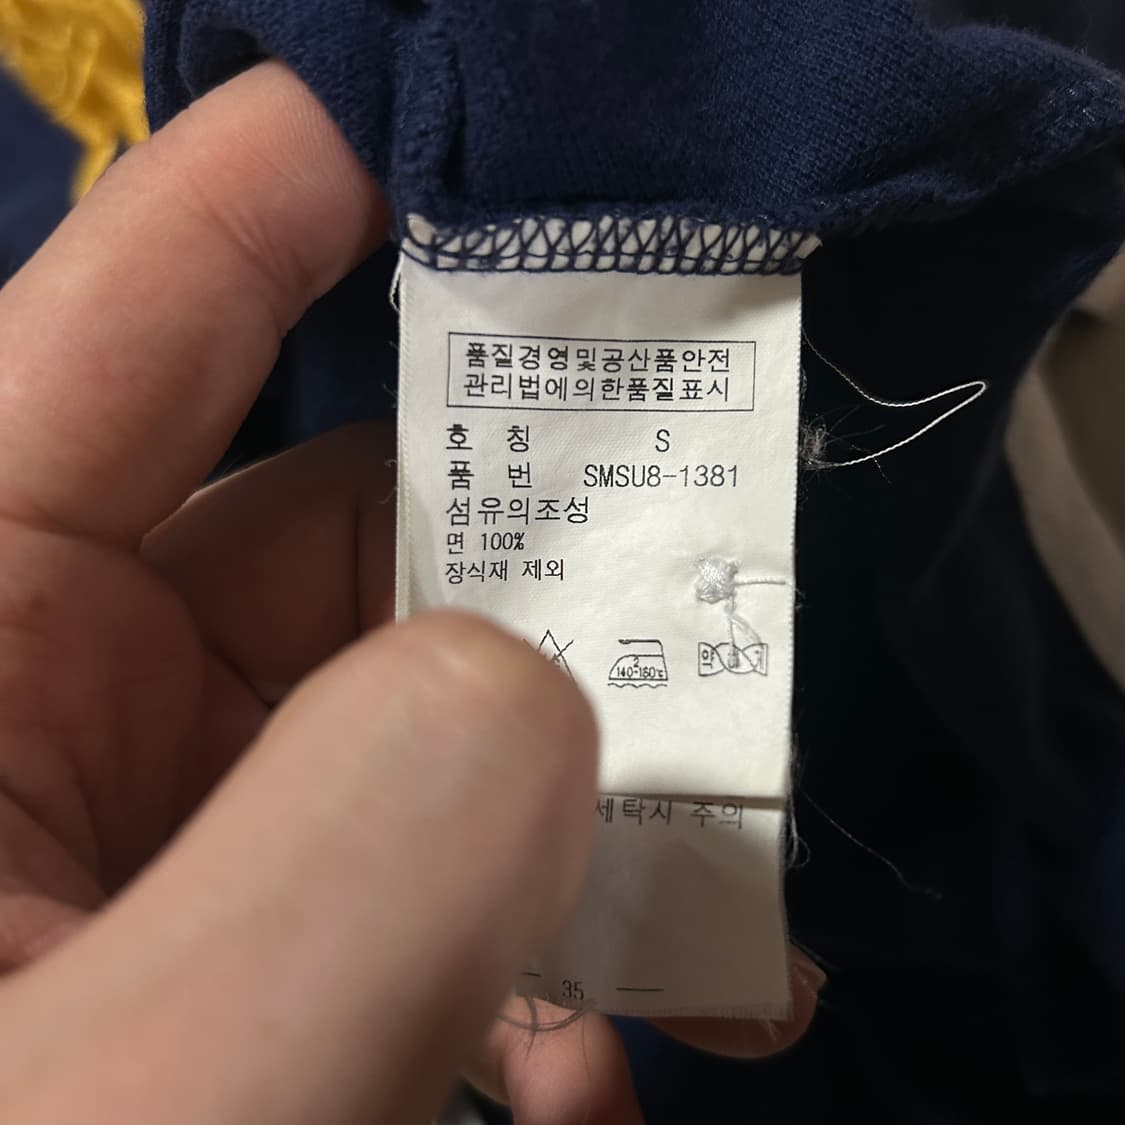 품질경영및공산품안전
관리법에의한품질표시
호 칭 S
품 번 SMSU8-1381
섬유의조성
면 100%
장식재 제외
2
140~160℃
약
세탁시 주의
35